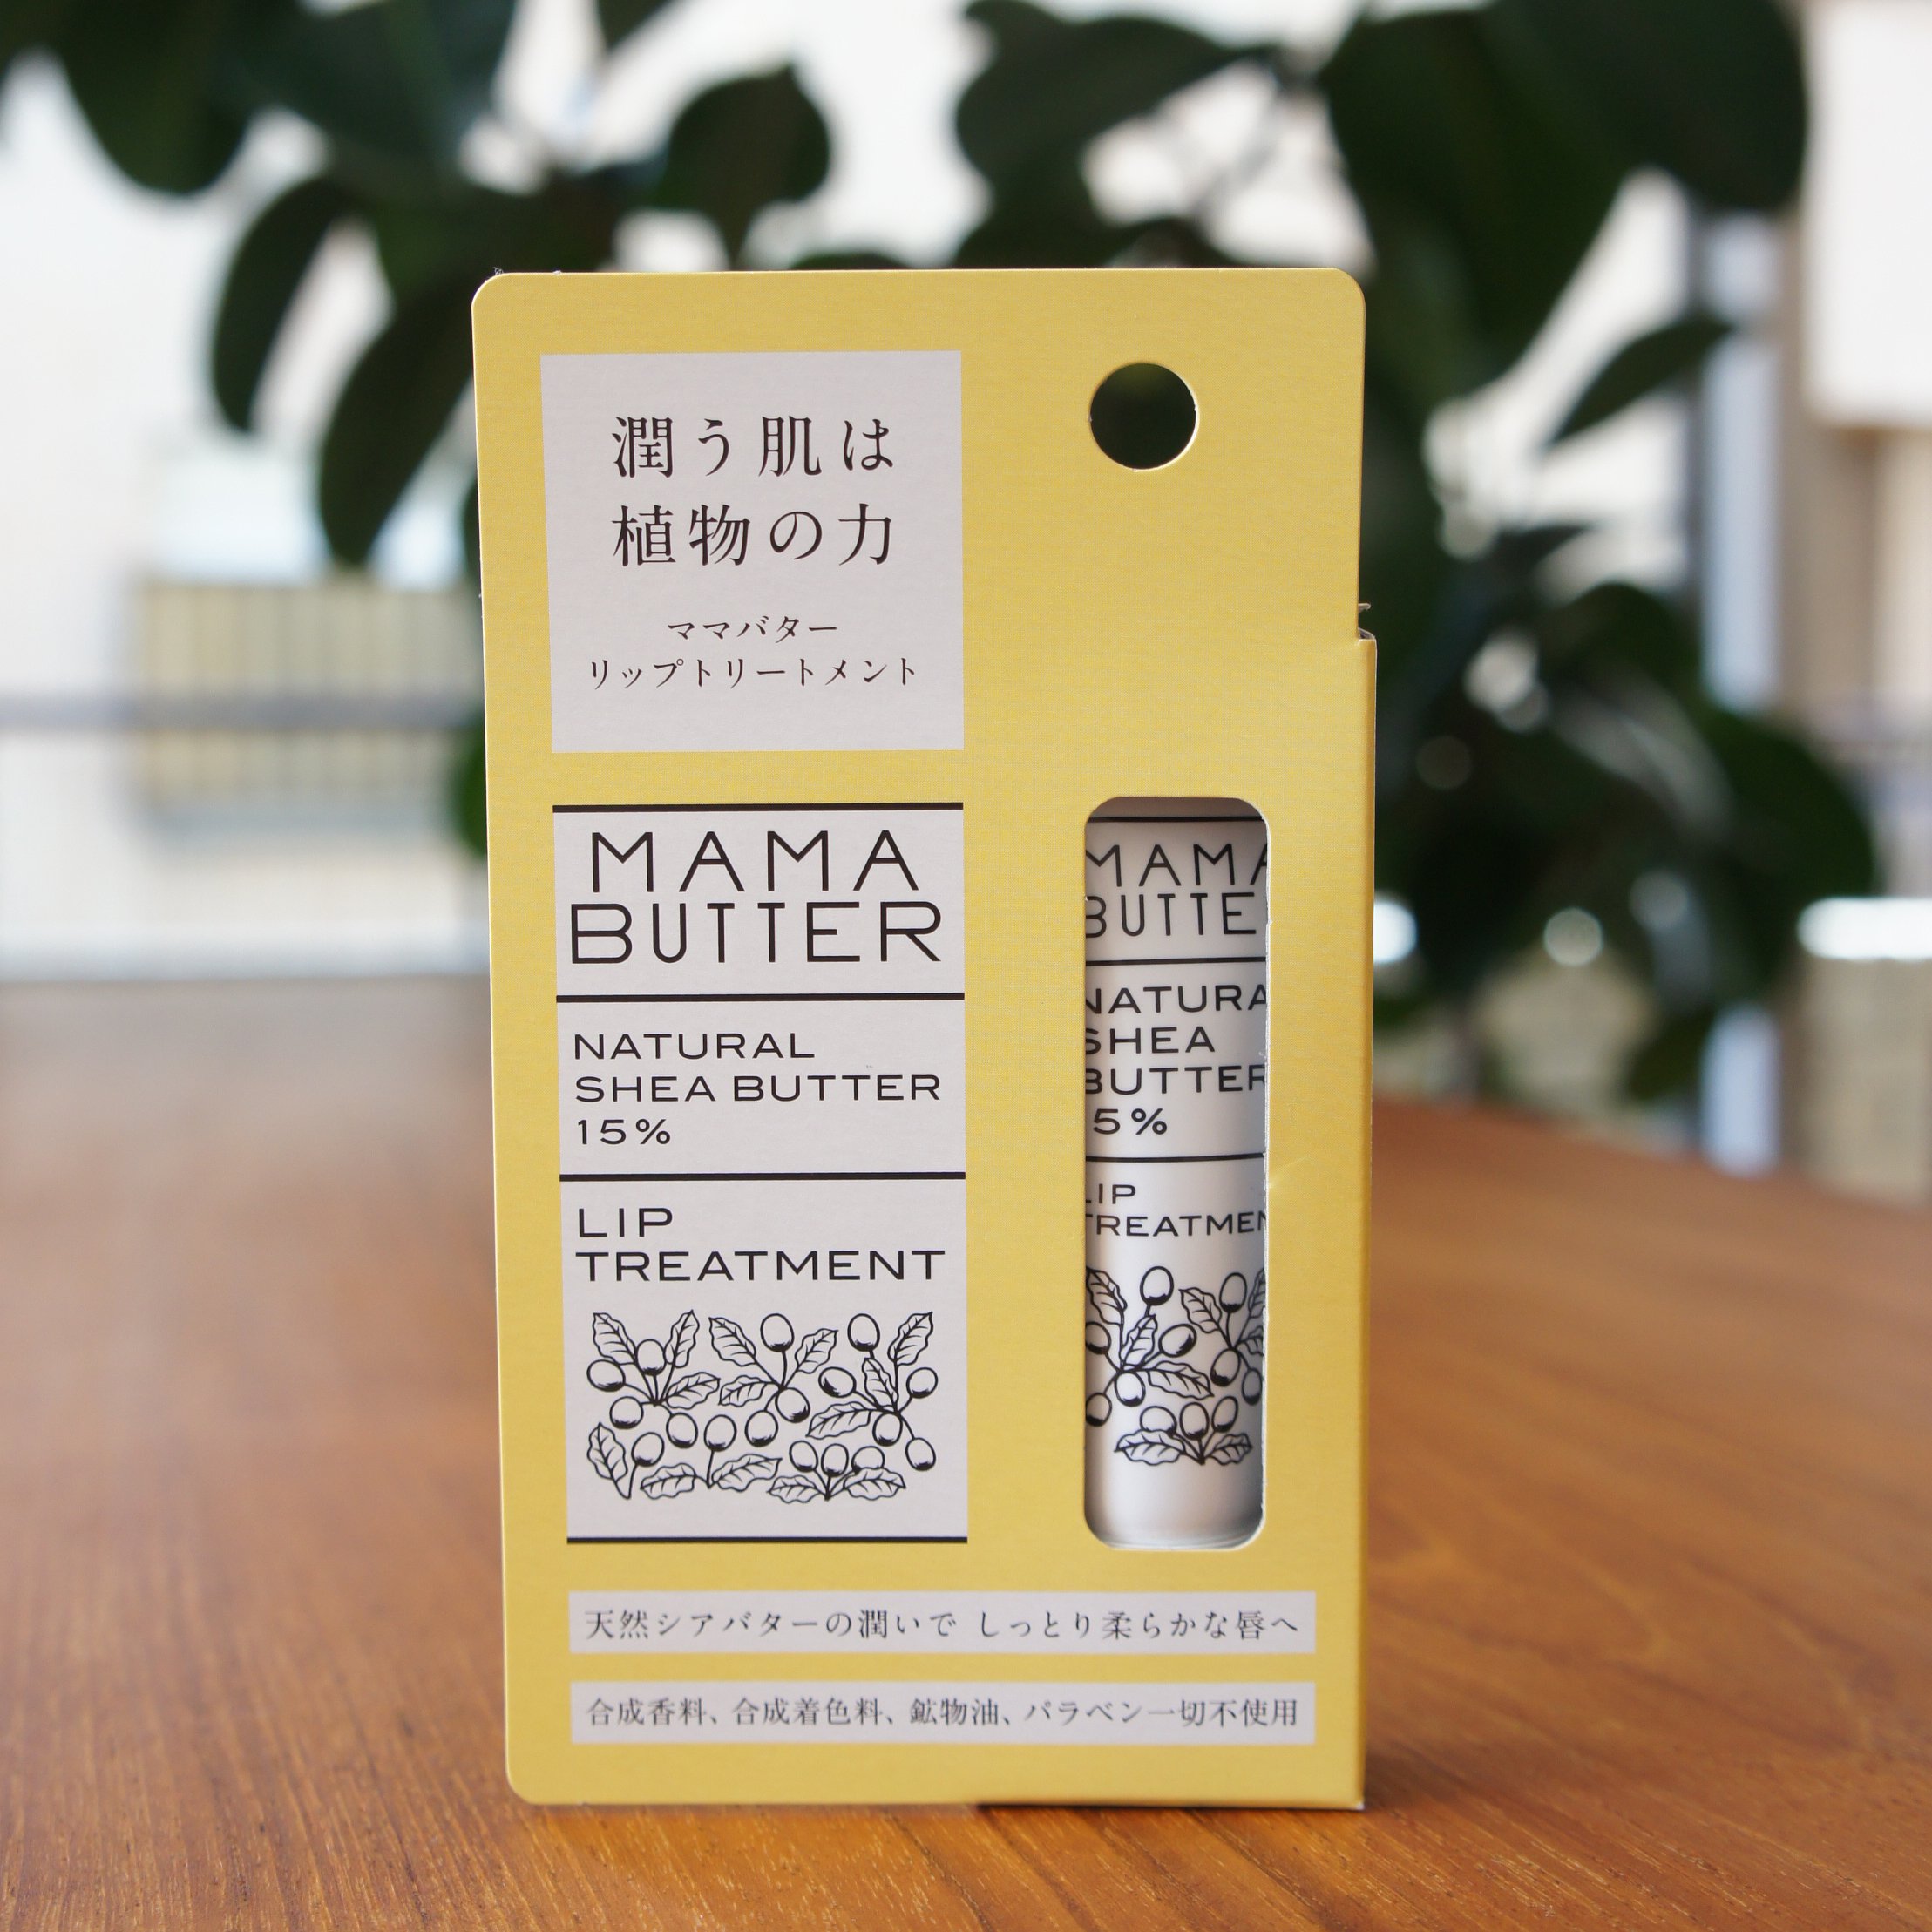 潤う肌は
植物の力
ママバター
リップトリートメント
MAMA
BUTTER
NATURAL
SHEA BUTTER
15%
LIP
TREATMENT
MAMA
BUTTE
NATURA
SHEA
BUTTER
5%
LIP
TREATMEN
天然シアバターの潤いで しっとり柔らかな唇へ
合成香料、合成着色料、鉱物油、パラベン一切不使用